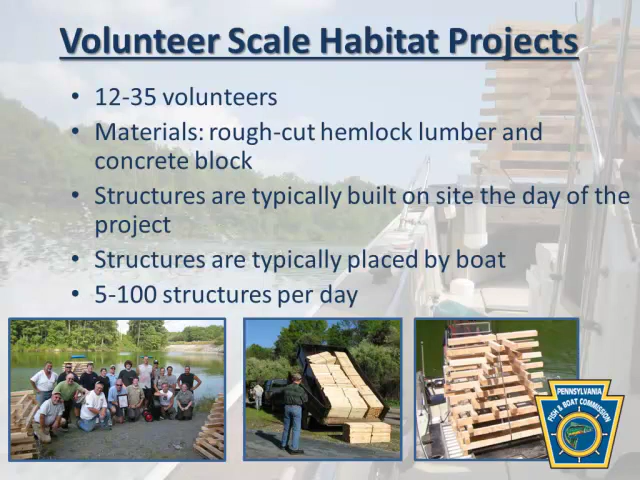 Volunteer Scale Habitat Projects
• 12-35 volunteers
• Materials: rough-cut hemlock lumber and
concrete block
• Structures are typically built on site the day of the
project
• Structures are typically placed by boat
• 5-100 structures per day
PENNSYLVANIA
FISH & BOAT COMMISSION